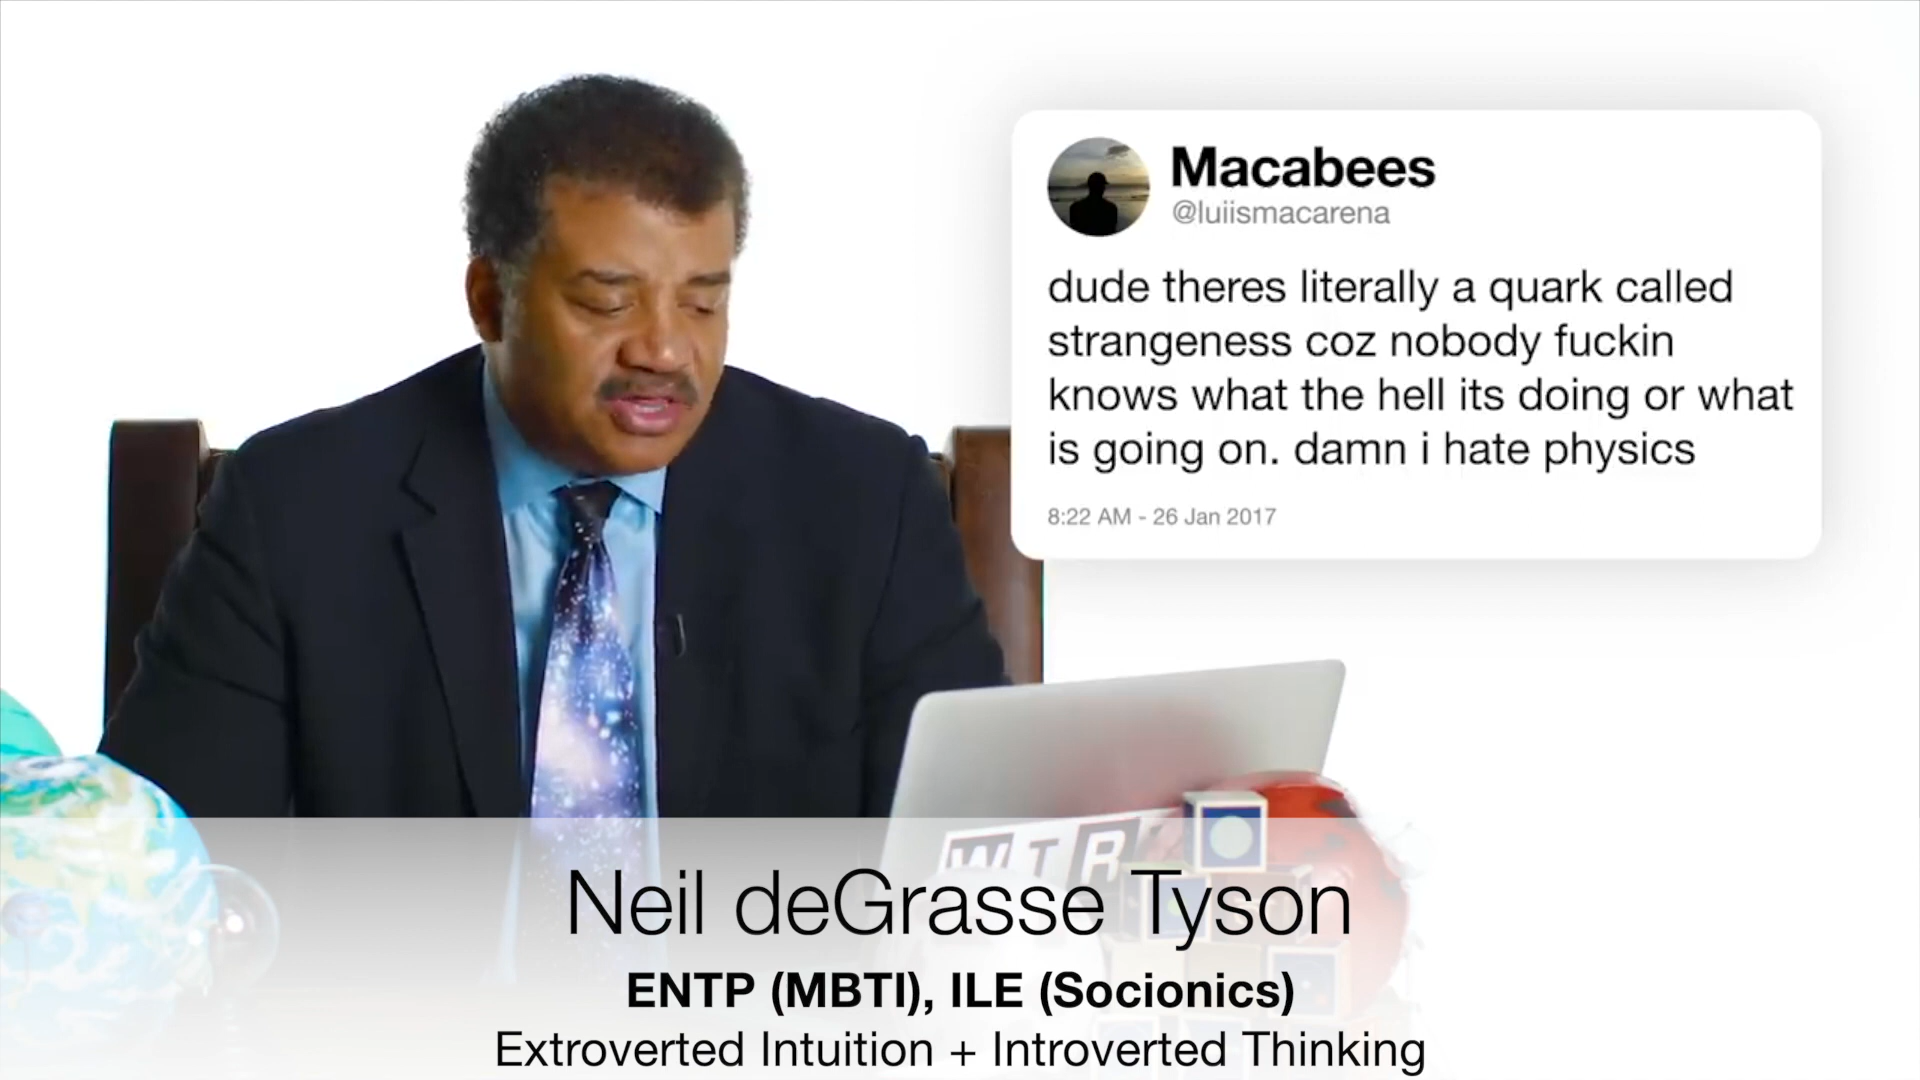 Macabees
@luiismacarena
dude theres literally a quark called
strangeness coz nobody fuckin
knows what the hell its doing or what
is going on. damn i hate physics
8:22 AM - 26 Jan 2017
WIR
Neil deGrasse Tyson
ENTP (MBTI), ILE (Socionics)
Extroverted Intuition + Introverted Thinking